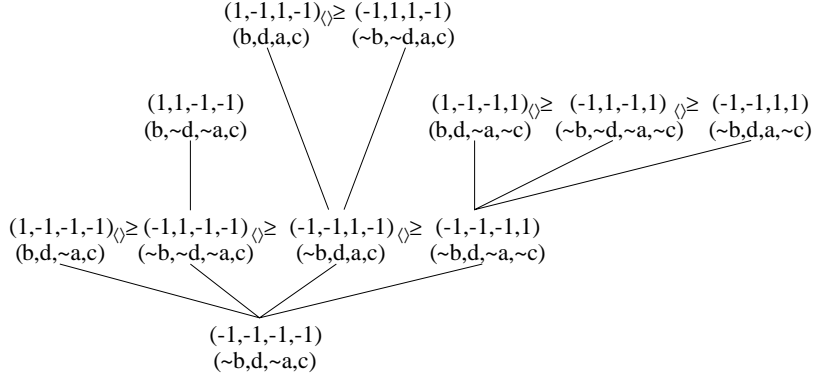 (1,-1,1,-1)⟨⟩≥ (-1,1,1,-1)
(b,d,a,c) (~b,~d,a,c)
(1,1,-1,-1) (1,-1,-1,1)⟨⟩≥ (-1,1,-1,1) ⟨⟩≥ (-1,-1,1,1)
(b,~d,~a,c) (b,d,~a,~c) (~b,~d,~a,~c) (~b,d,a,~c)
(1,-1,-1,-1)⟨⟩≥ (-1,1,-1,-1)⟨⟩≥ (-1,-1,1,-1)⟨⟩≥ (-1,-1,-1,1)
(b,d,~a,c) (~b,~d,~a,c) (~b,d,a,c) (~b,d,~a,~c)
(-1,-1,-1,-1)
(~b,d,~a,c)